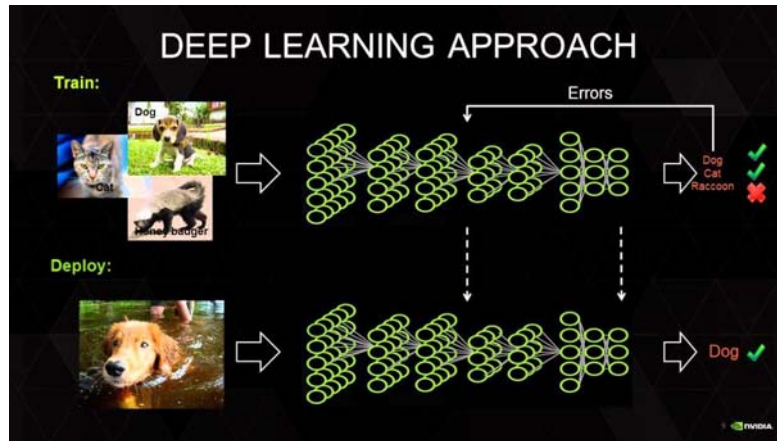 DEEP LEARNING APPROACH
Train:
Dog
Cat
Honey badger
Errors
Dog
Cat
Raccoon
Deploy:
Dog
NVIDIA